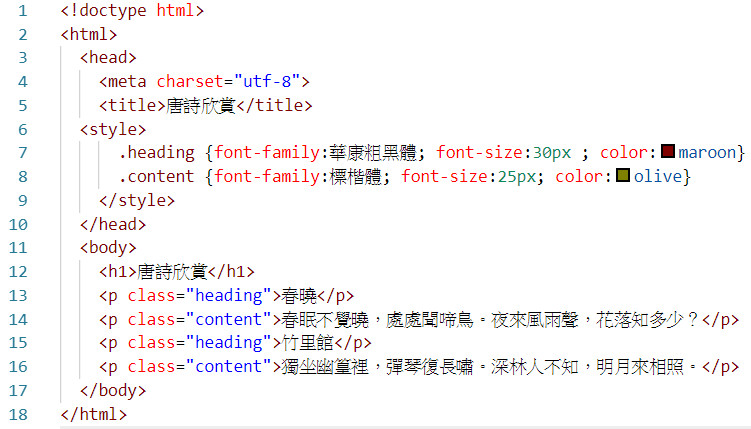 1 <!doctype html>
2 <html>
3 <head>
4 <meta charset="utf-8">
5 <title>唐詩欣賞</title>
6 <style>
7 .heading {font-family:華康粗黑體; font-size:30px ; color:maroon}
8 .content {font-family:標楷體; font-size:25px; color:olive}
9 </style>
10 </head>
11 <body>
12 <h1>唐詩欣賞</h1>
13 <p class="heading">春曉</p>
14 <p class="content">春眠不覺曉，處處聞啼鳥。夜來風雨聲，花落知多少？</p>
15 <p class="heading">竹里館</p>
16 <p class="content">獨坐幽篁裡，彈琴復長嘯。深林人不知，明月來相照。</p>
17 </body>
18 </html>